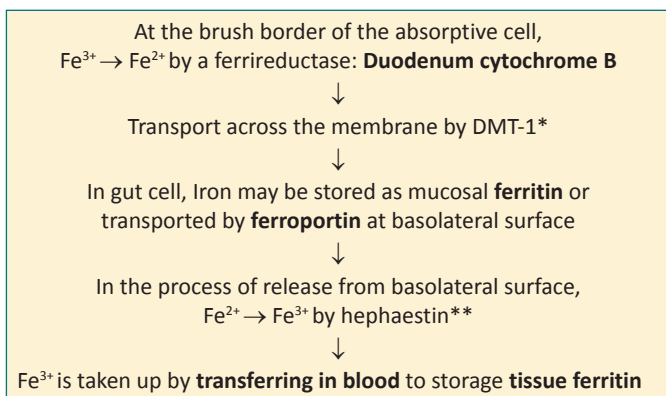 At the brush border of the absorptive cell,
Fe³⁺ → Fe²⁺ by a ferrireductase: Duodenum cytochrome B
↓
Transport across the membrane by DMT-1*
↓
In gut cell, Iron may be stored as mucosal ferritin or
transported by ferroportin at basolateral surface
↓
In the process of release from basolateral surface,
Fe²⁺ → Fe³⁺ by hephaestin**
↓
Fe³⁺ is taken up by transferring in blood to storage tissue ferritin